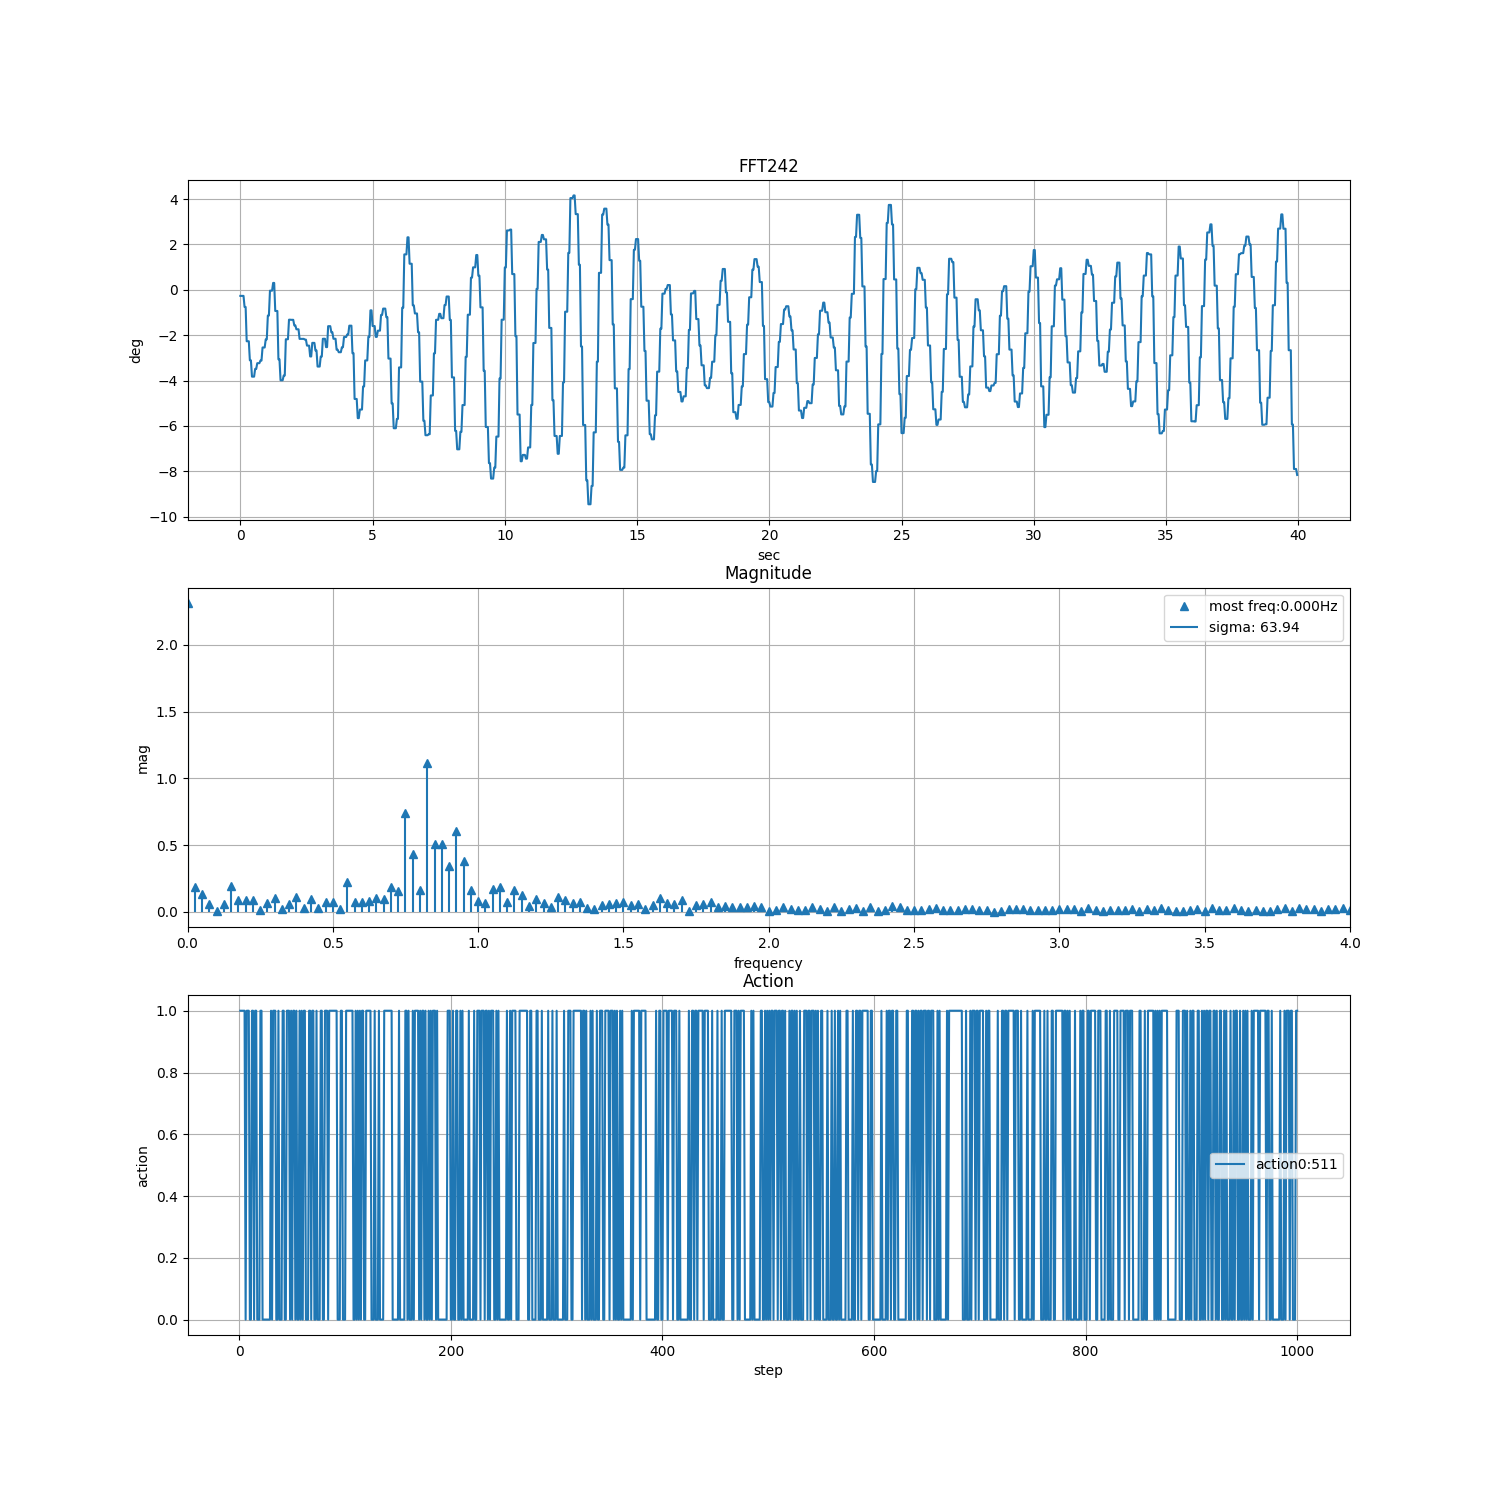 FFT242
4
2
0
−2
−4
−6
−8
−10
deg
0 5 10 15 20 25 30 35 40
sec
Magnitude
most freq:0.000Hz
sigma: 63.94
2.0
1.5
1.0
0.5
0.0
mag
0.0 0.5 1.0 1.5 2.0 2.5 3.0 3.5 4.0
frequency
Action
1.0
0.8
0.6
0.4
0.2
0.0
action
action0:511
0 200 400 600 800 1000
step